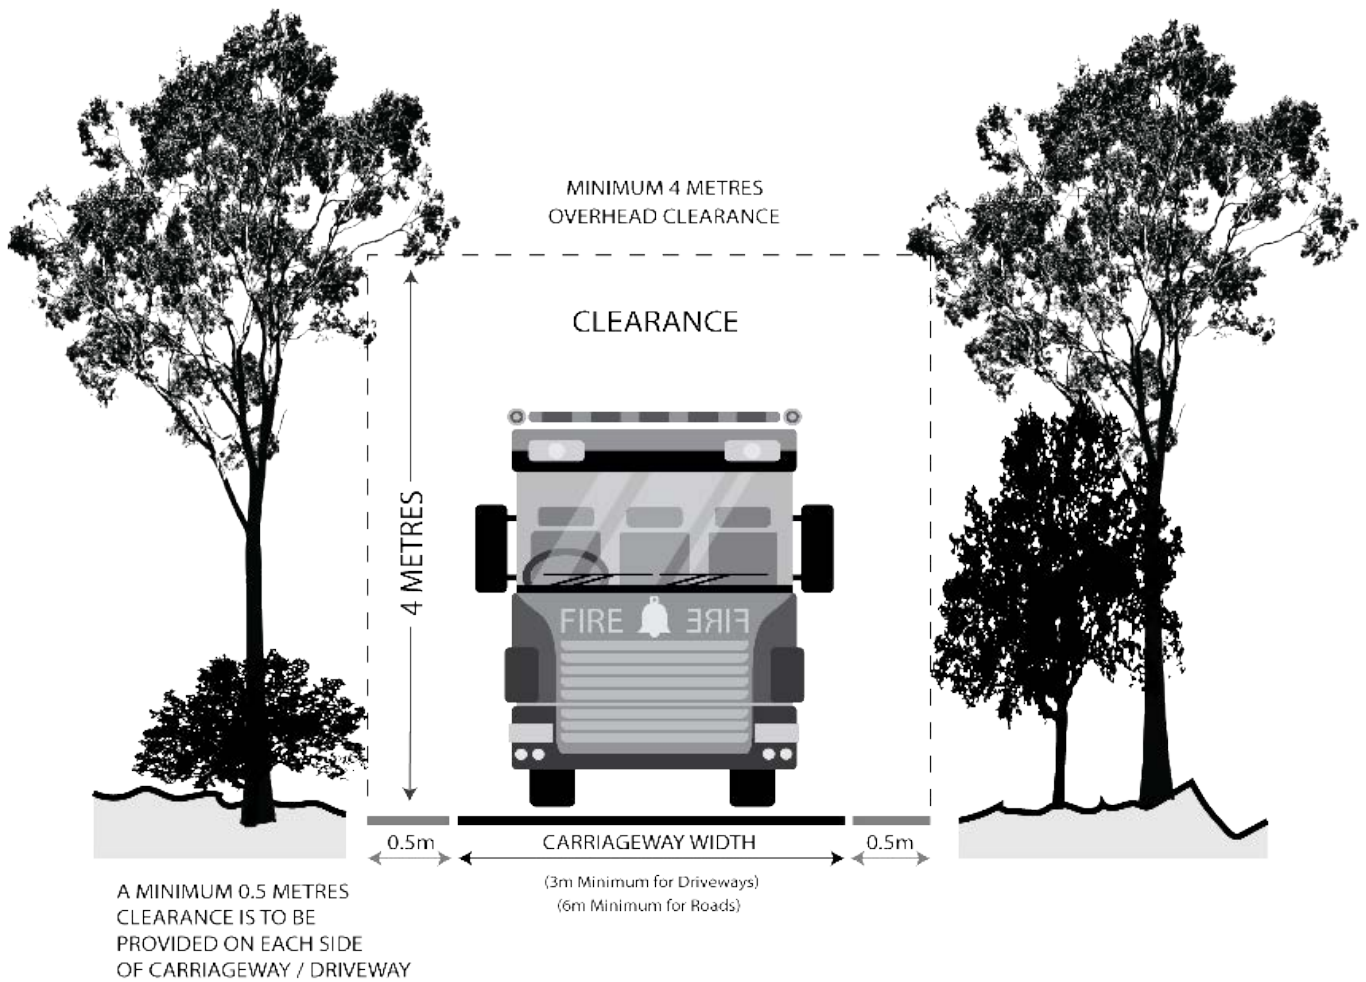 MINIMUM 4 METRES
OVERHEAD CLEARANCE
CLEARANCE
4 METRES
FIRE FIRE
0.5m
CARRIAGEWAY WIDTH
0.5m
(3m Minimum for Driveways)
(6m Minimum for Roads)
A MINIMUM 0.5 METRES
CLEARANCE IS TO BE
PROVIDED ON EACH SIDE
OF CARRIAGEWAY / DRIVEWAY